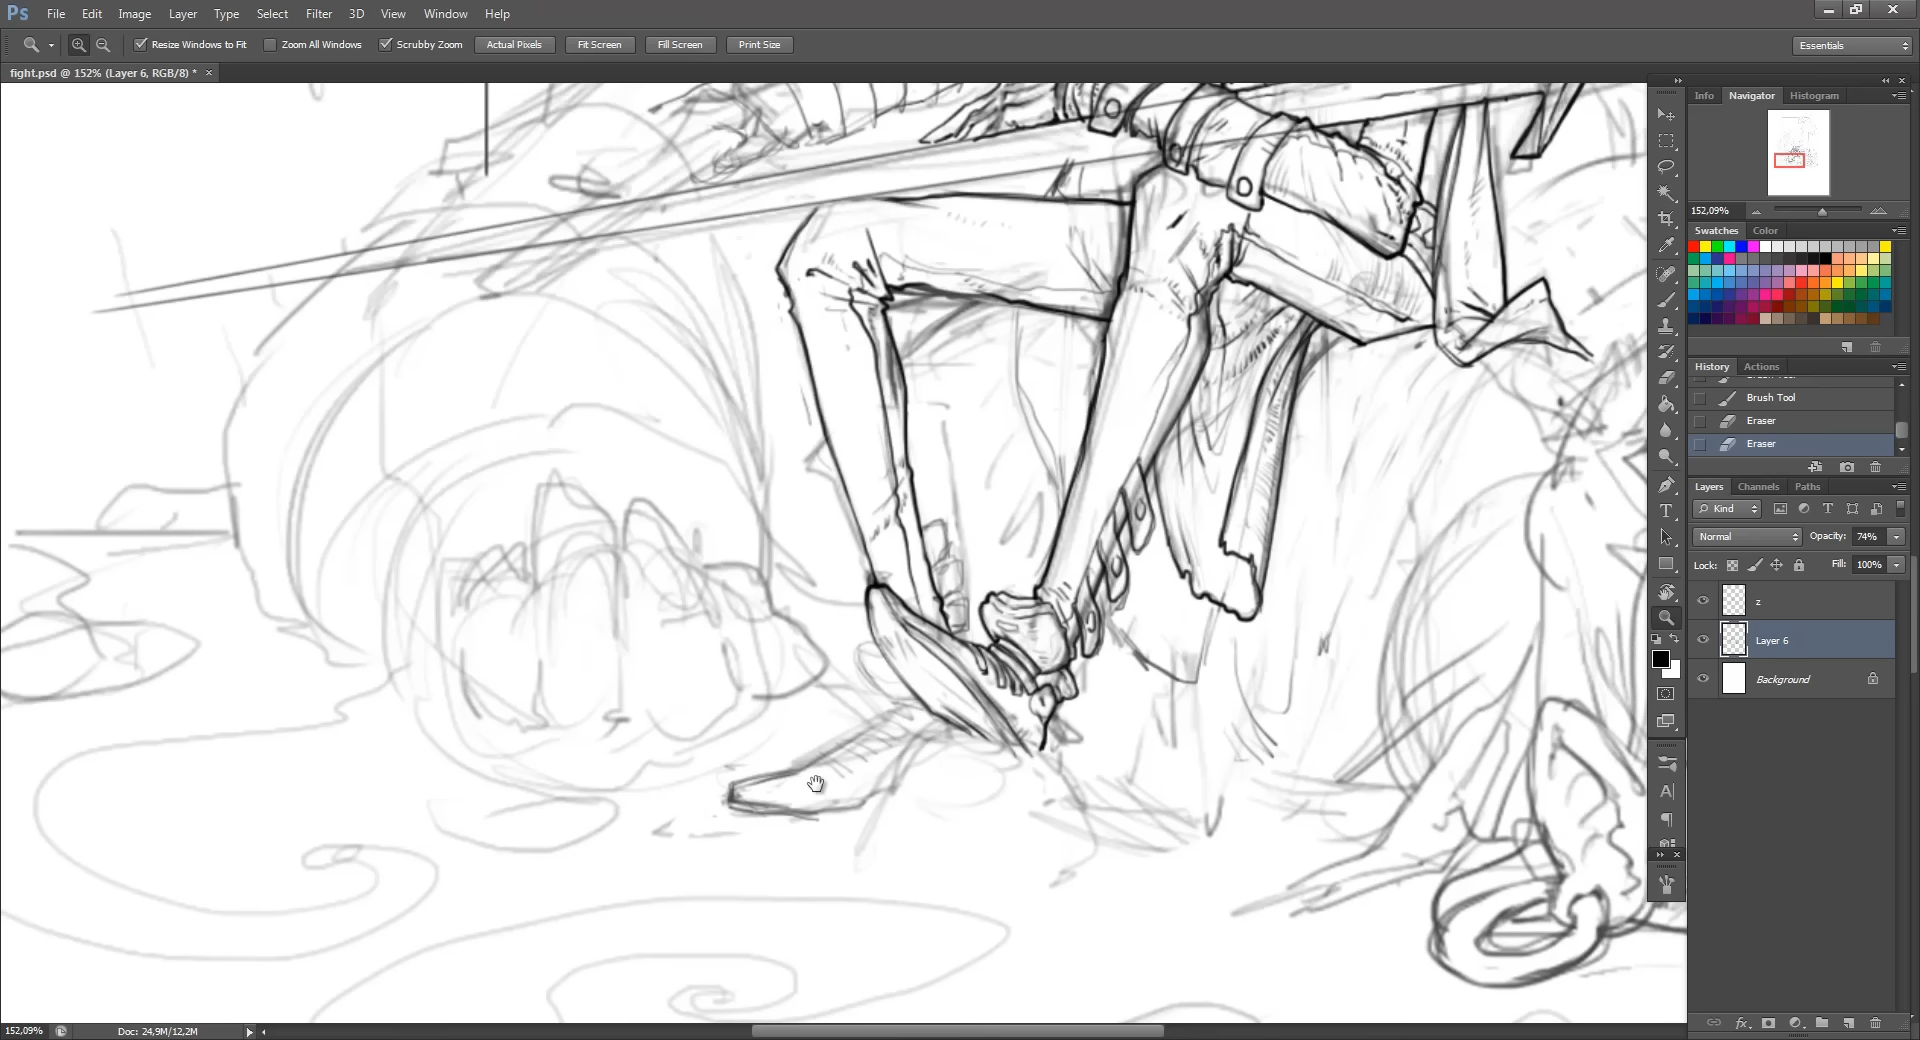 Ps File Edit Image Layer Type Select Filter 3D View Window Help
Resize Windows to Fit Zoom All Windows Scrubby Zoom Actual Pixels Fit Screen Fill Screen Print Size Essentials
fight.psd @ 152% (Layer 6, RGB/8) * ×
Info Navigator Histogram
152,09%
Swatches Color
History Actions
Brush Tool
Eraser
Eraser
Layers Channels Paths
Kind
Normal Opacity: 74%
Lock: Fill: 100%
z
Layer 6
Background
152,09% Doc: 24,9M/12,2M